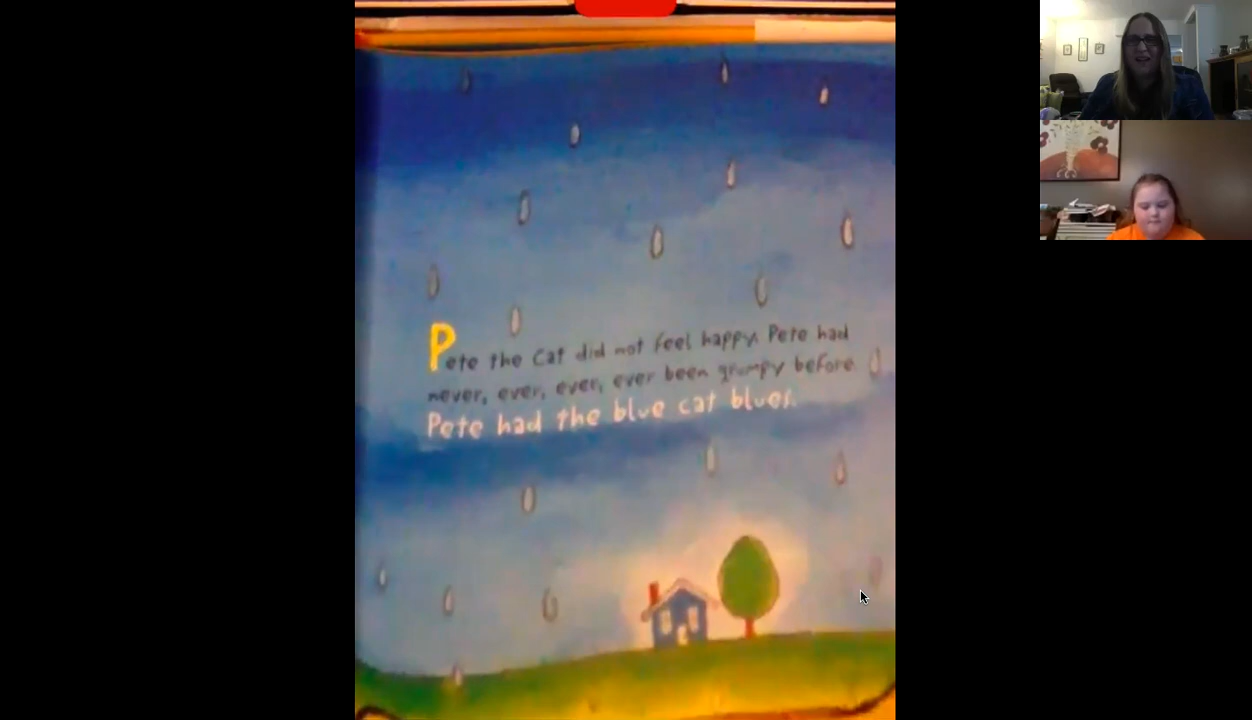 Pete the Cat did not feel happy. Pete had
never, ever, ever, ever been grumpy before.
Pete had the blue cat blues.